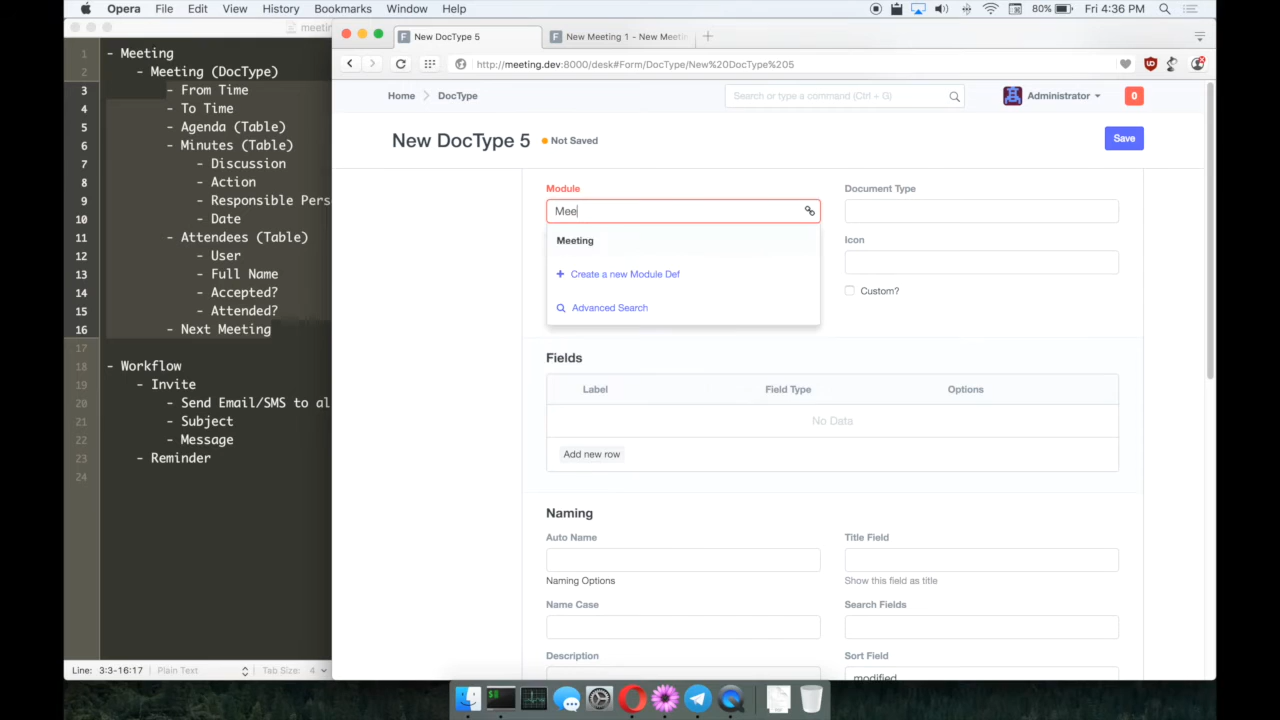 Opera File Edit View History Bookmarks Window Help 80% Fri 4:36 PM
meetin
1 - Meeting
2 - Meeting (DocType)
3 - From Time
4 - To Time
5 - Agenda (Table)
6 - Minutes (Table)
7 - Discussion
8 - Action
9 - Responsible Pers
10 - Date
11 - Attendees (Table)
12 - User
13 - Full Name
14 - Accepted?
15 - Attended?
16 - Next Meeting
17
18 - Workflow
19 - Invite
20 - Send Email/SMS to al
21 - Subject
22 - Message
23 - Reminder
24
Line: 3:3-16:17 Plain Text Tab Size: 4
New DocType 5 New Meeting 1 - New Meetin
http://meeting.dev:8000/desk#Form/DocType/New%20DocType%205
Home DocType Search or type a command (Ctrl + G) Administrator 0
New DocType 5 Not Saved Save
Module Document Type
Mee
Meeting
Icon
Create a new Module Def
Custom?
Advanced Search
Fields
Label Field Type Options
No Data
Add new row
Naming
Auto Name Title Field
Naming Options Show this field as title
Name Case Search Fields
Description Sort Field
modified